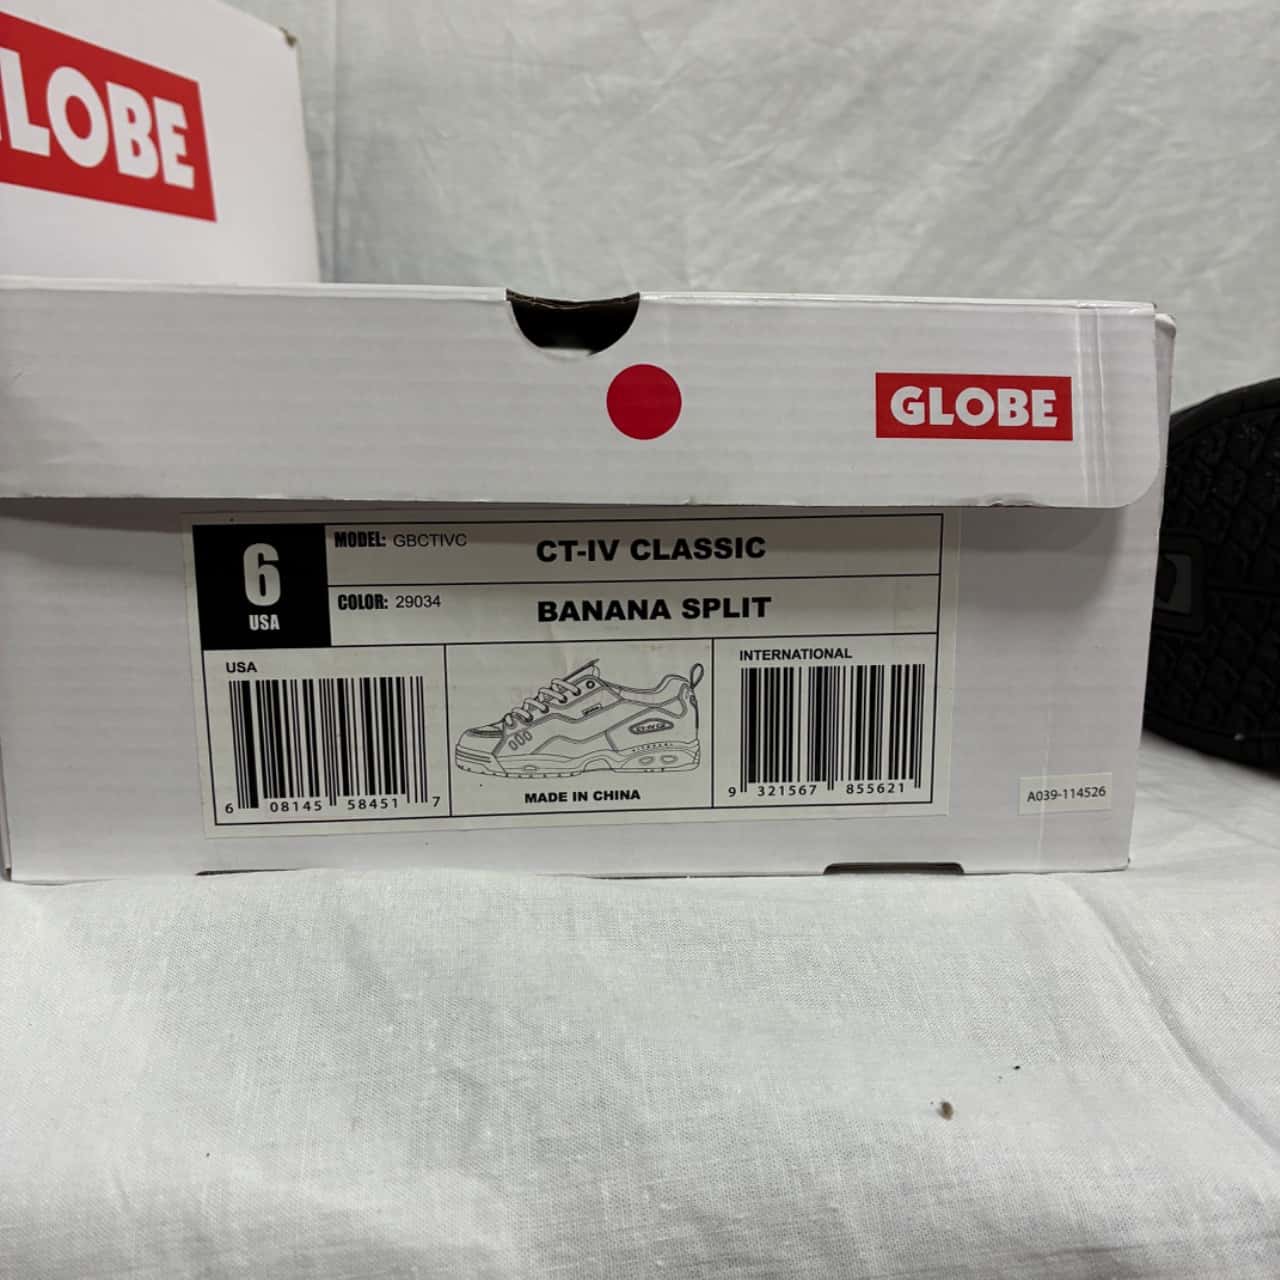 GLOBE
GLOBE
6
USA
MODEL: GBCTIVC
CT-IV CLASSIC
COLOR: 29034
BANANA SPLIT
USA
6 08145 58451 7
MADE IN CHINA
INTERNATIONAL
9 321567 855621
A039-114526